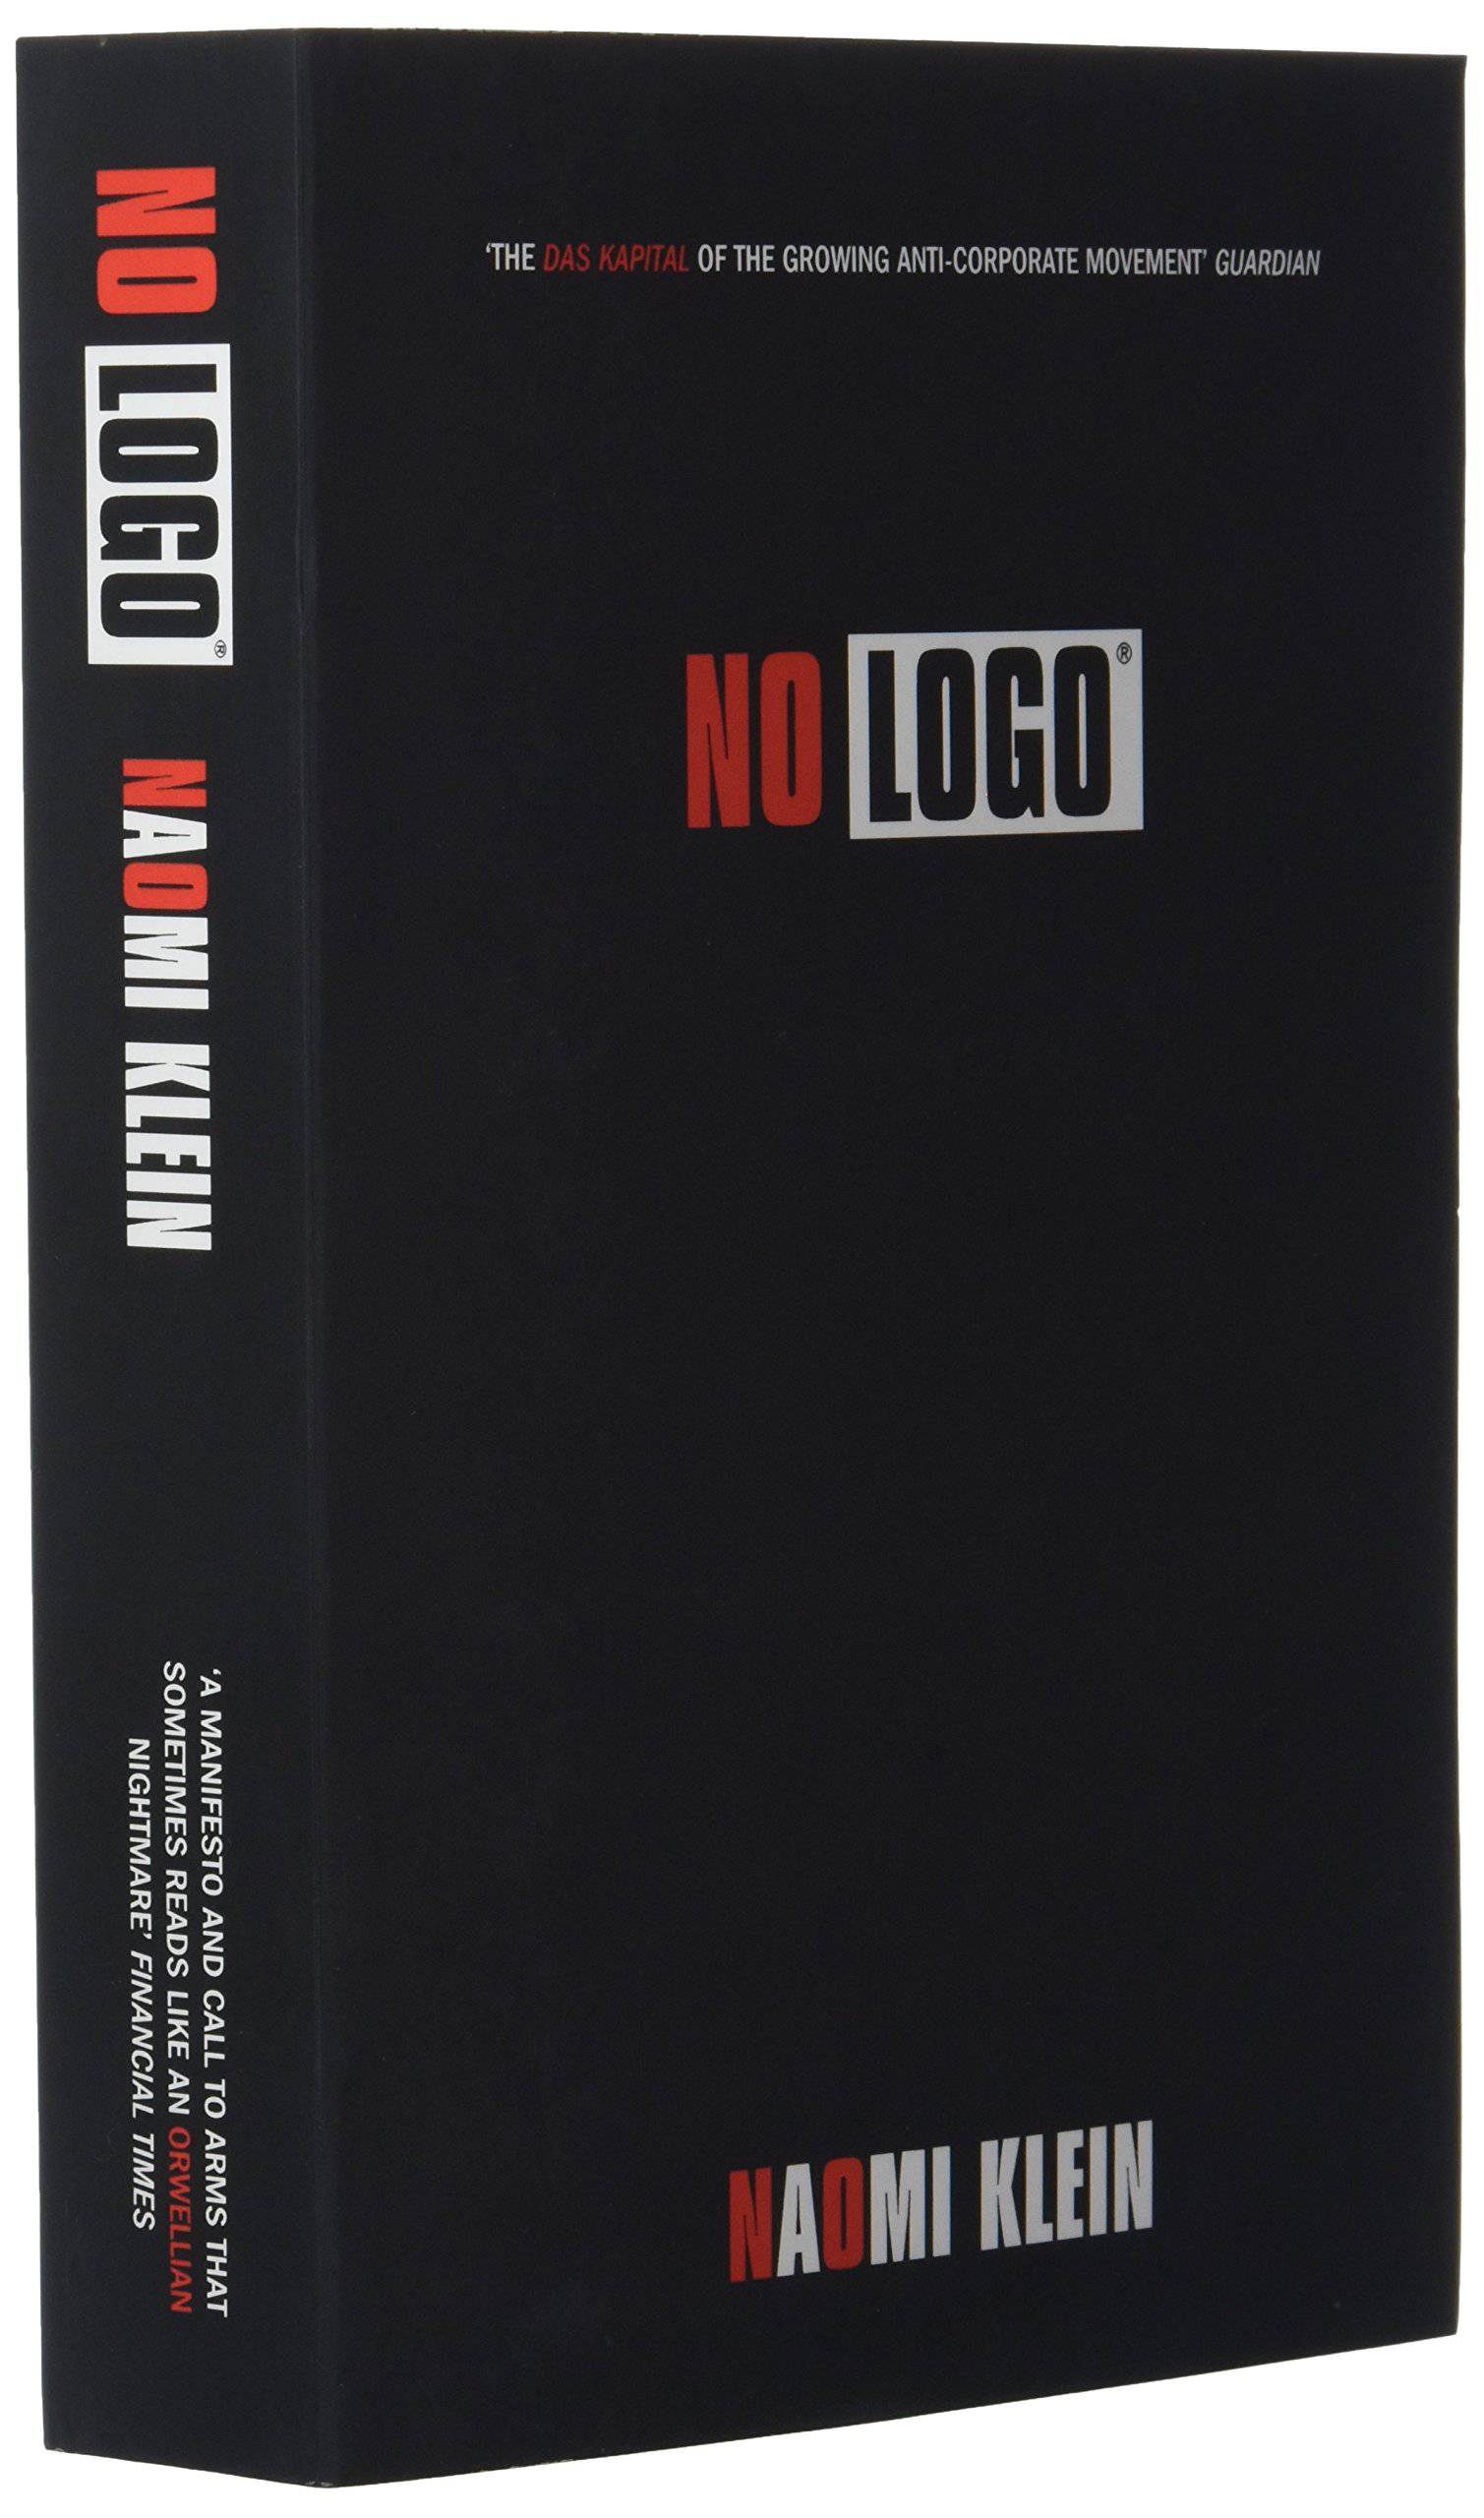 NO LOGO®
NAOMI KLEIN
'A MANIFESTO AND CALL TO ARMS THAT
SOMETIMES READS LIKE AN ORWELLIAN
NIGHTMARE' FINANCIAL TIMES
'THE DAS KAPITAL OF THE GROWING ANTI-CORPORATE MOVEMENT' GUARDIAN
NO LOGO®
NAOMI KLEIN